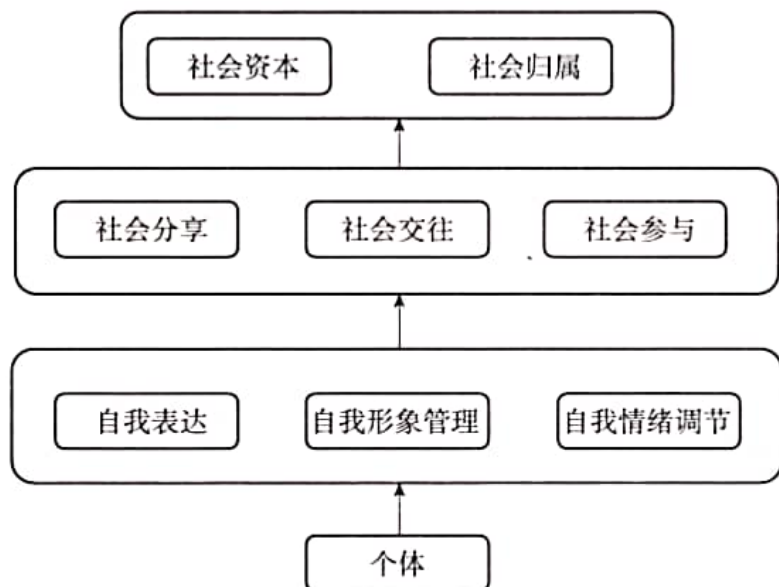 社会资本 社会归属
社会分享 社会交往 社会参与
自我表达 自我形象管理 自我情绪调节
个体